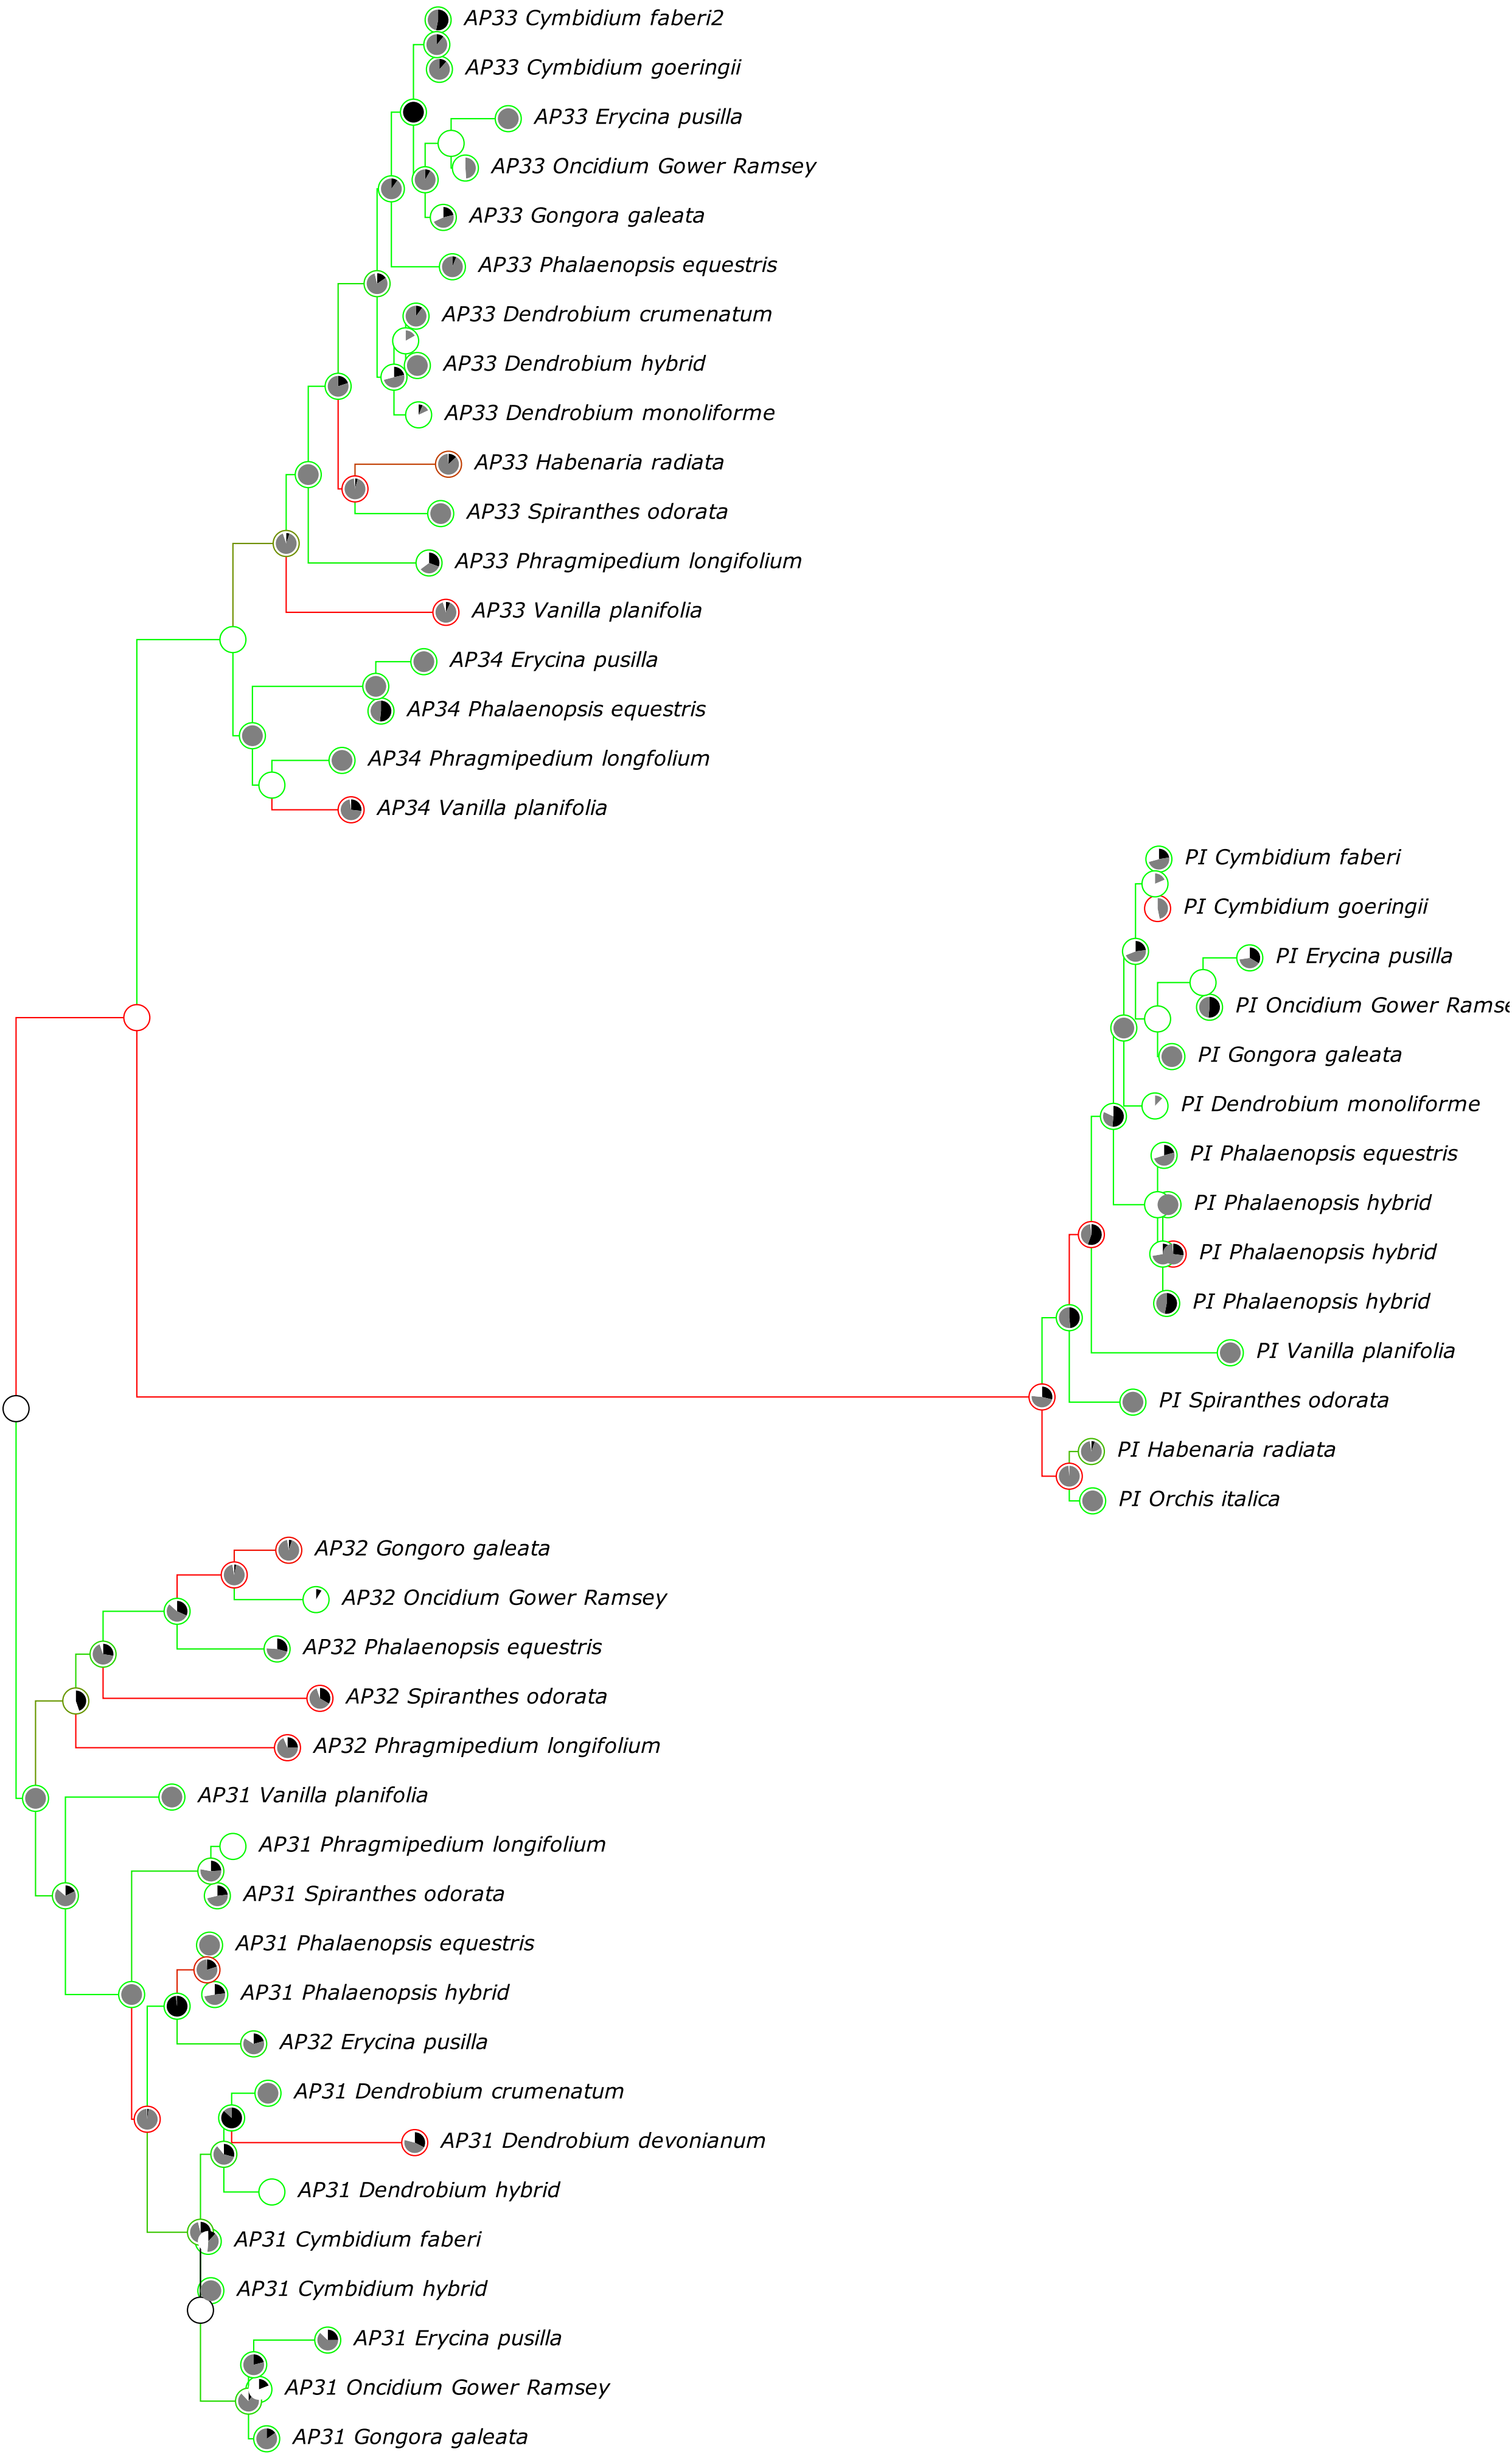 AP33 Cymbidium faberi2
AP33 Cymbidium goeringii
AP33 Erycina pusilla
AP33 Oncidium Gower Ramsey
AP33 Gongora galeata
AP33 Phalaenopsis equestris
AP33 Dendrobium crumenatum
AP33 Dendrobium hybrid
AP33 Dendrobium monoliforme
AP33 Habenaria radiata
AP33 Spiranthes odorata
AP33 Phragmipedium longifolium
AP33 Vanilla planifolia
AP34 Erycina pusilla
AP34 Phalaenopsis equestris
AP34 Phragmipedium longfolium
AP34 Vanilla planifolia
PI Cymbidium faberi
PI Cymbidium goeringii
PI Erycina pusilla
PI Oncidium Gower Ramse
PI Gongora galeata
PI Dendrobium monoliforme
PI Phalaenopsis equestris
PI Phalaenopsis hybrid
PI Phalaenopsis hybrid
PI Phalaenopsis hybrid
PI Vanilla planifolia
PI Spiranthes odorata
PI Habenaria radiata
PI Orchis italica
AP32 Gongoro galeata
AP32 Oncidium Gower Ramsey
AP32 Phalaenopsis equestris
AP32 Spiranthes odorata
AP32 Phragmipedium longifolium
AP31 Vanilla planifolia
AP31 Phragmipedium longifolium
AP31 Spiranthes odorata
AP31 Phalaenopsis equestris
AP31 Phalaenopsis hybrid
AP32 Erycina pusilla
AP31 Dendrobium crumenatum
AP31 Dendrobium devonianum
AP31 Dendrobium hybrid
AP31 Cymbidium faberi
AP31 Cymbidium hybrid
AP31 Erycina pusilla
AP31 Oncidium Gower Ramsey
AP31 Gongora galeata